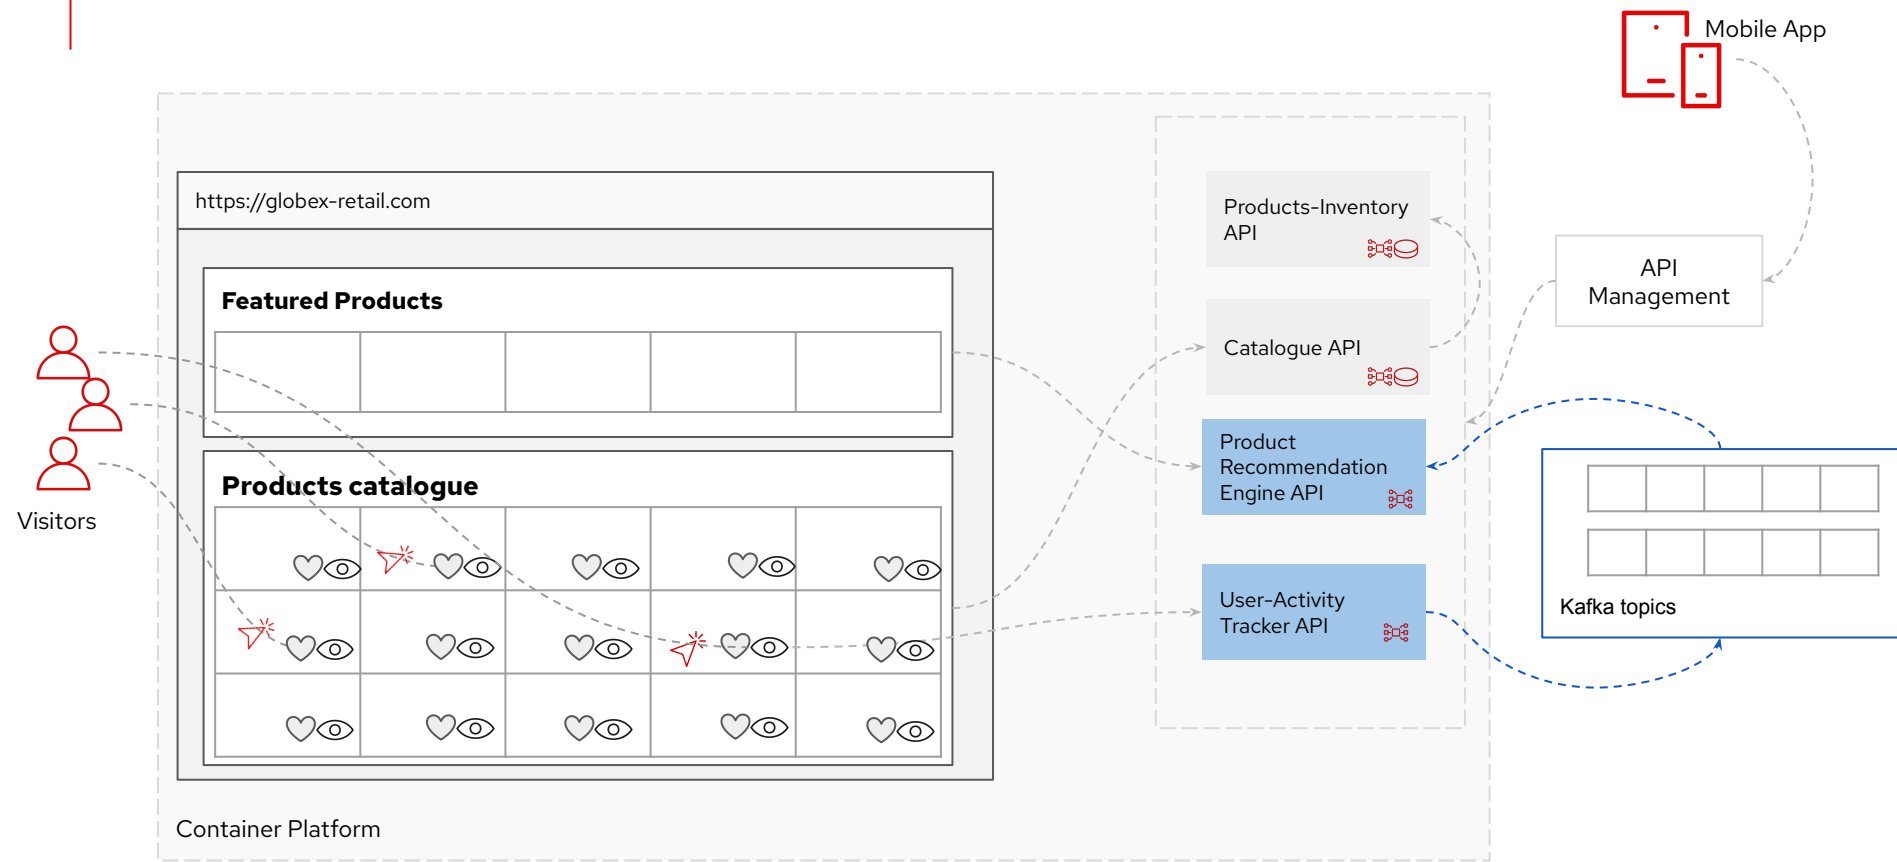 Mobile App
https://globex-retail.com
Products-Inventory
API
API
Management
Featured Products
Catalogue API
Product
Recommendation
Engine API
Products catalogue
Visitors
User-Activity
Tracker API
Kafka topics
Container Platform